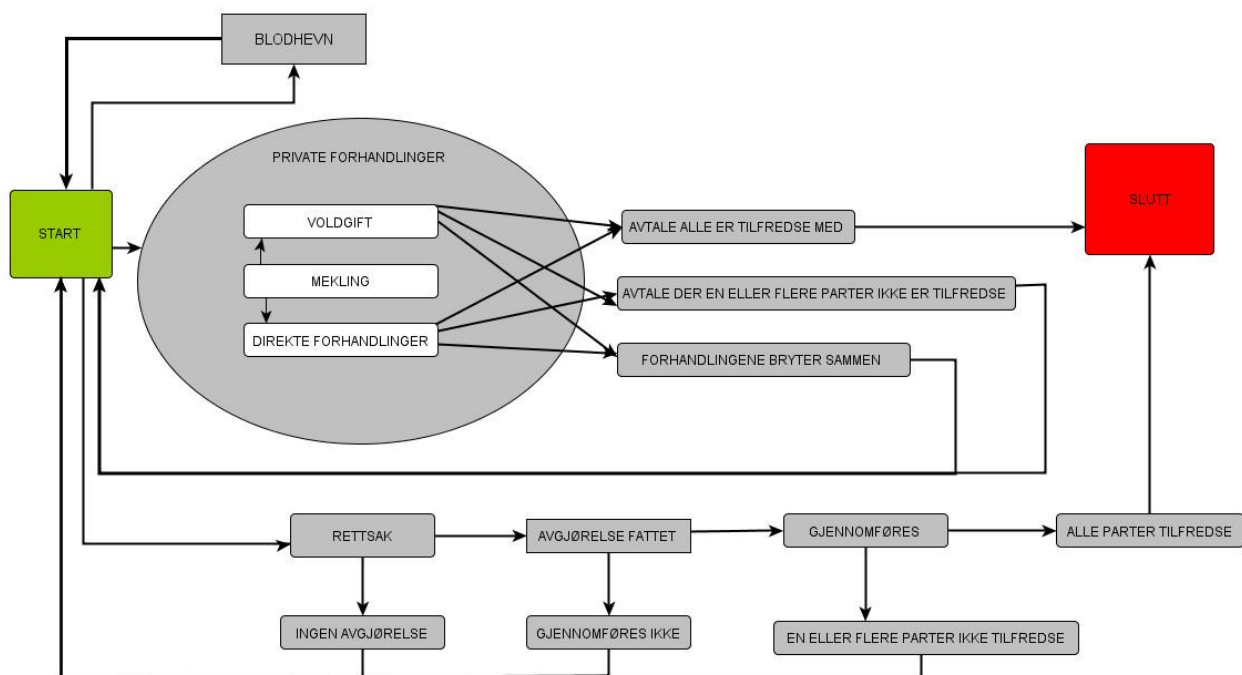 BLODHEVN
PRIVATE FORHANDLINGER
START
VOLDGIFT
MEKLING
DIREKTE FORHANDLINGER
AVTALE ALLE ER TILFREDSE MED
AVTALE DER EN ELLER FLERE PARTER IKKE ER TILFREDSE
FORHANDLINGENE BRYTER SAMMEN
SLUTT
RETTSAK
AVGJØRELSE FATTET
GJENNOMFØRES
ALLE PARTER TILFREDSE
INGEN AVGJØRELSE
GJENNOMFØRES IKKE
EN ELLER FLERE PARTER IKKE TILFREDSE